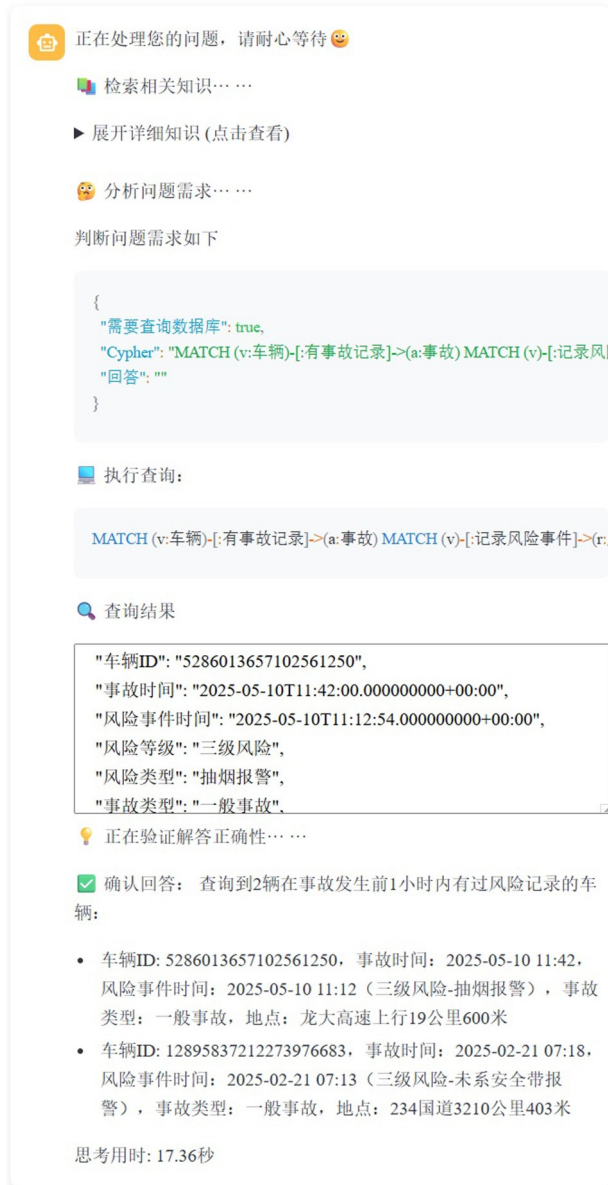 正在处理您的问题，请耐心等待😊
📚 检索相关知识⋯ ⋯
▶ 展开详细知识 (点击查看)
🤔 分析问题需求⋯ ⋯
判断问题需求如下
{
"需要查询数据库": true,
"Cypher": "MATCH (v:车辆)-[:有事故记录]->(a:事故) MATCH (v)-[:记录风
"回答": ""
}
💻 执行查询：
MATCH (v:车辆)-[:有事故记录]->(a:事故) MATCH (v)-[:记录风险事件]->(r:
🔍 查询结果
"车辆ID": "5286013657102561250",
"事故时间": "2025-05-10T11:42:00.000000000+00:00",
"风险事件时间": "2025-05-10T11:12:54.000000000+00:00",
"风险等级": "三级风险",
"风险类型": "抽烟报警",
"事故类型": "一般事故",
💡 正在验证解答正确性⋯ ⋯
✅ 确认回答： 查询到2辆在事故发生前1小时内有过风险记录的车
辆：
• 车辆ID: 5286013657102561250，事故时间：2025-05-10 11:42，
风险事件时间：2025-05-10 11:12（三级风险-抽烟报警），事故
类型：一般事故，地点：龙大高速上行19公里600米
• 车辆ID: 12895837212273976683，事故时间：2025-02-21 07:18，
风险事件时间：2025-02-21 07:13（三级风险-未系安全带报
警），事故类型：一般事故，地点：234国道3210公里403米
思考用时: 17.36秒